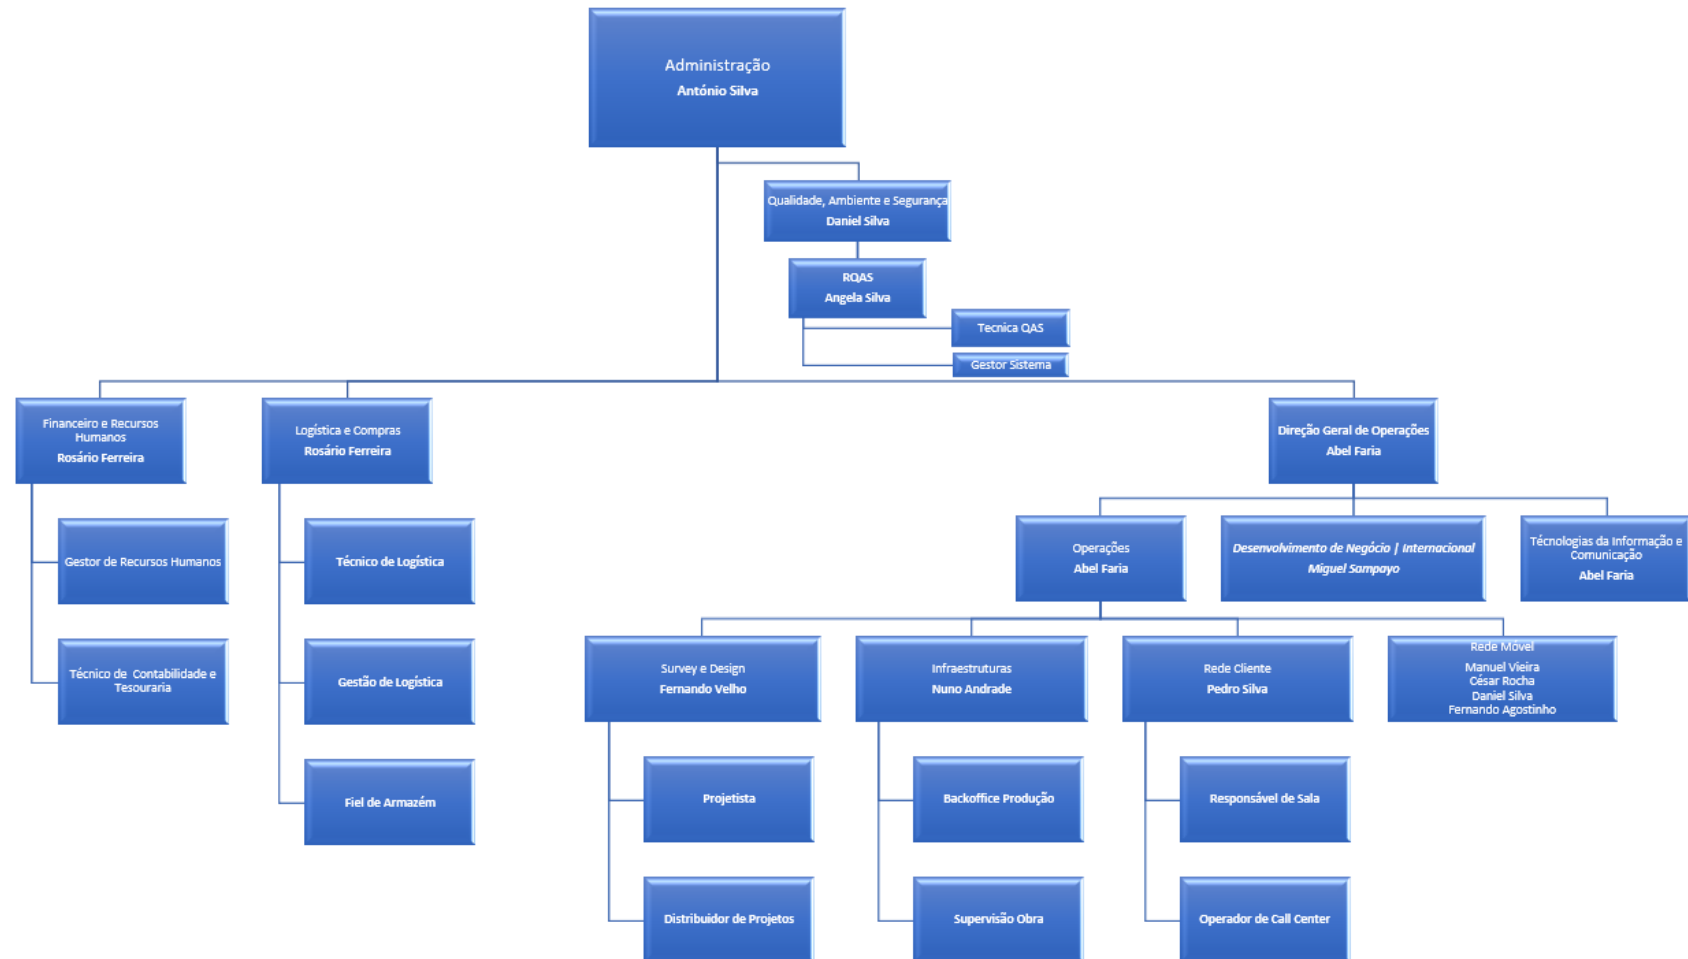 Administração
António Silva
Qualidade, Ambiente e Segurança
Daniel Silva
RQAS
Angela Silva
Tecnica QAS
Gestor Sistema
Financeiro e Recursos
Humanos
Rosário Ferreira
Logística e Compras
Rosário Ferreira
Direção Geral de Operações
Abel Faria
Gestor de Recursos Humanos
Técnico de Contabilidade e
Tesouraria
Técnico de Logística
Gestão de Logística
Fiel de Armazém
Operações
Abel Faria
Desenvolvimento de Negócio | Internacional
Miguel Sampayo
Técnologias da Informação e
Comunicação
Abel Faria
Survey e Design
Fernando Velho
Infraestruturas
Nuno Andrade
Rede Cliente
Pedro Silva
Rede Móvel
Manuel Vieira
César Rocha
Daniel Silva
Fernando Agostinho
Projetista
Distribuidor de Projetos
Backoffice Produção
Supervisão Obra
Responsável de Sala
Operador de Call Center